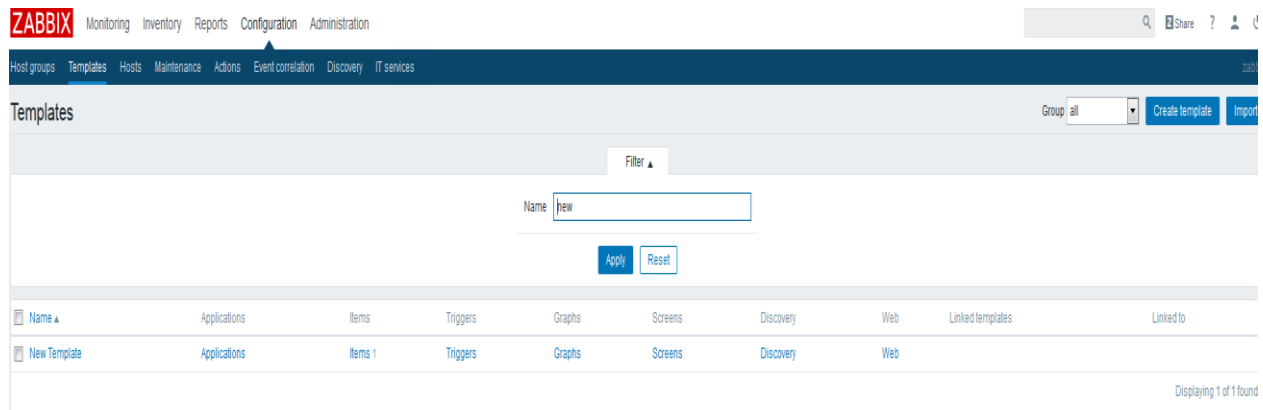 ZABBIX Monitoring Inventory Reports Configuration Administration Z Share ?
Host groups Templates Hosts Maintenance Actions Event correlation Discovery IT services zabb
Templates Group all Create template Import
Filter ▲
Name new
Apply Reset
Name ▲ Applications Items Triggers Graphs Screens Discovery Web Linked templates Linked to
New Template Applications Items 1 Triggers Graphs Screens Discovery Web
Displaying 1 of 1 found